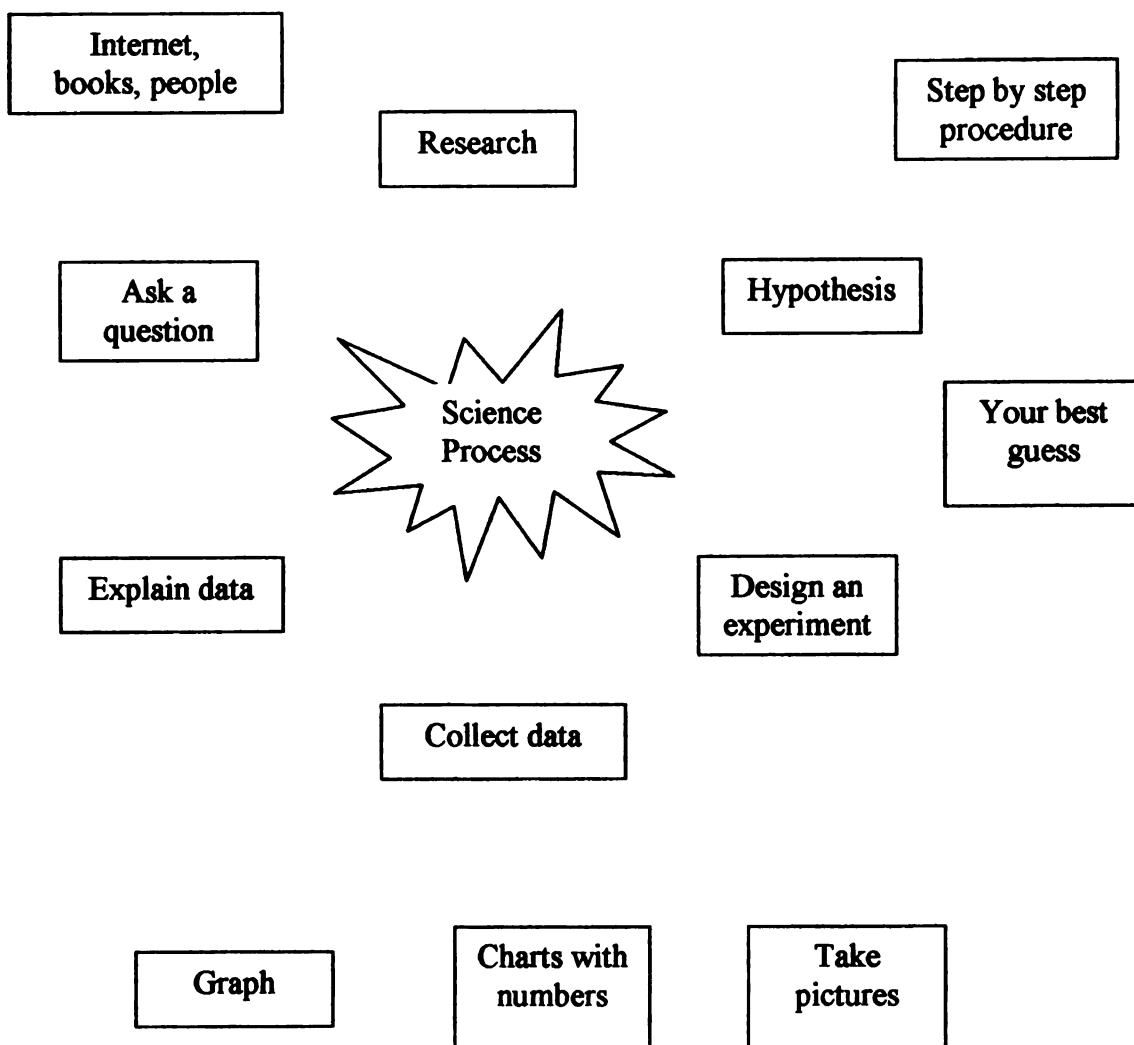 Internet,
books, people
Step by step
procedure
Research
Ask a
question
Hypothesis
Science
Process
Your best
guess
Explain data
Design an
experiment
Collect data
Graph
Charts with
numbers
Take
pictures